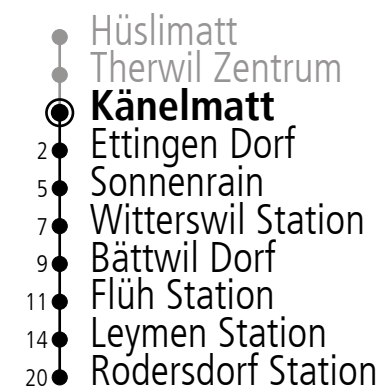 Hüslimatt
Therwil Zentrum
Känelmatt
2 Ettingen Dorf
5 Sonnenrain
7 Witterswil Station
9 Bättwil Dorf
11 Flüh Station
14 Leymen Station
20 Rodersdorf Station